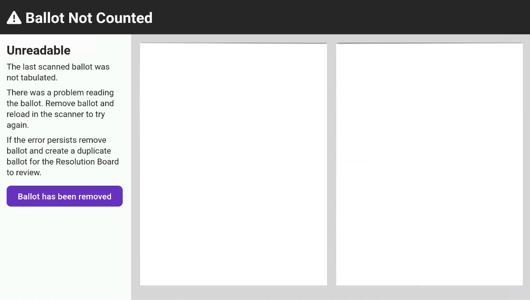 Ballot Not Counted
Unreadable
The last scanned ballot was
not tabulated.
There was a problem reading
the ballot. Remove ballot and
reload in the scanner to try
again.
If the error persists remove
ballot and create a duplicate
ballot for the Resolution Board
to review.
Ballot has been removed